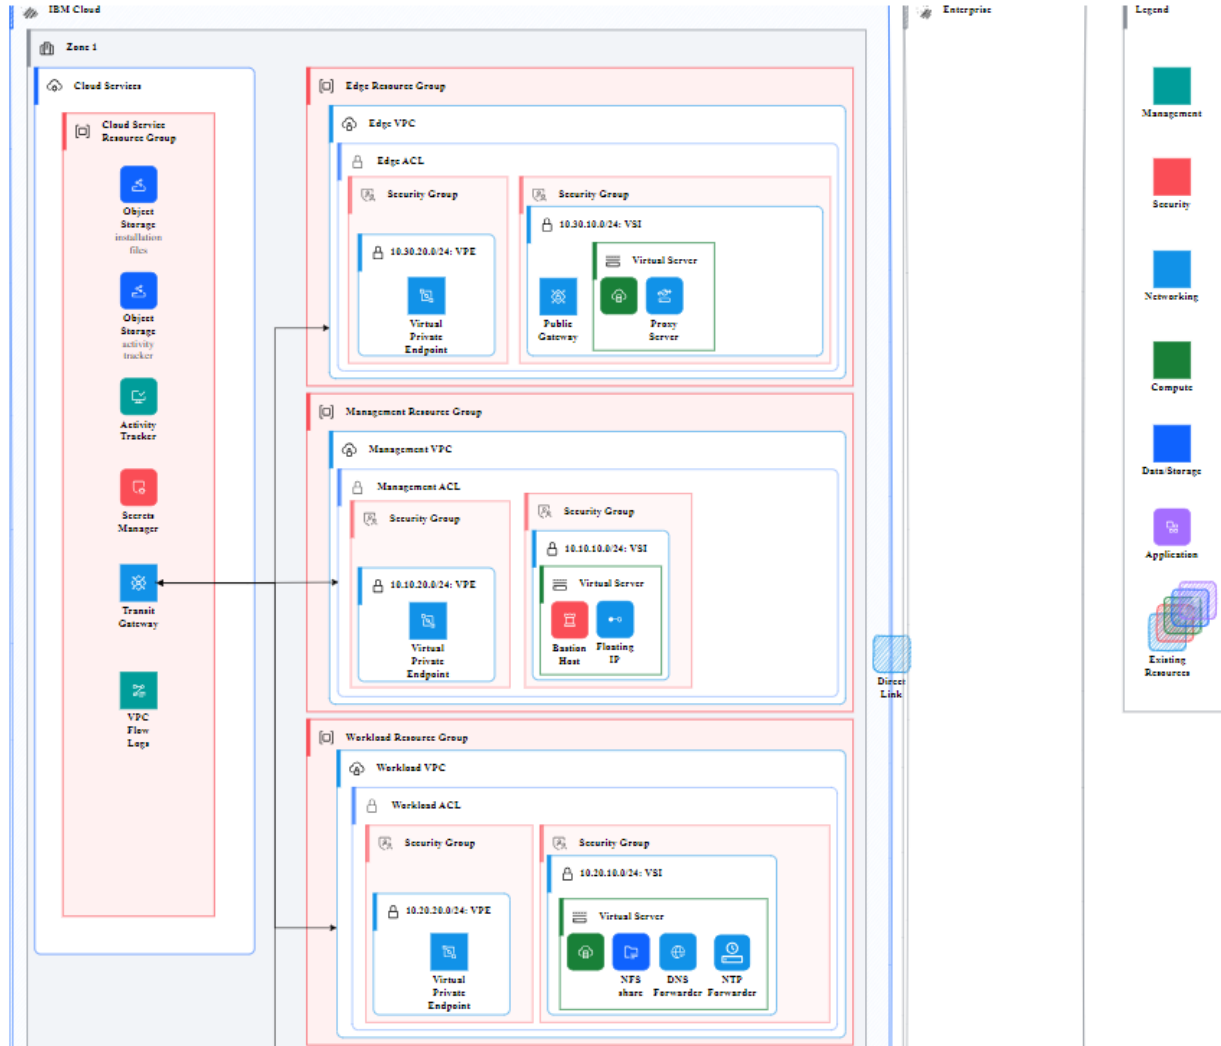 IBM Cloud
Enterprise
Legend
Zone 1
Cloud Services
Cloud Service
Resource Group
Object
Storage
installation
files
Object
Storage
activity
tracker
Activity
Tracker
Secrets
Manager
Transit
Gateway
VPC
Flow
Logs
Edge Resource Group
Edge VPC
Edge ACL
Security Group
10.30.20.0/24: VPE
Virtual
Private
Endpoint
Security Group
10.30.10.0/24: VSI
Public
Gateway
Virtual Server
Proxy
Server
Management Resource Group
Management VPC
Management ACL
Security Group
10.10.20.0/24: VPE
Virtual
Private
Endpoint
Security Group
10.10.10.0/24: VSI
Virtual Server
Bastion
Host
Floating
IP
Workload Resource Group
Workload VPC
Workload ACL
Security Group
10.20.20.0/24: VPE
Virtual
Private
Endpoint
Security Group
10.20.10.0/24: VSI
Virtual Server
NFS
share
DNS
Forwarder
NTP
Forwarder
Direct
Link
Management
Security
Networking
Compute
Data/Storage
Application
Existing
Resources